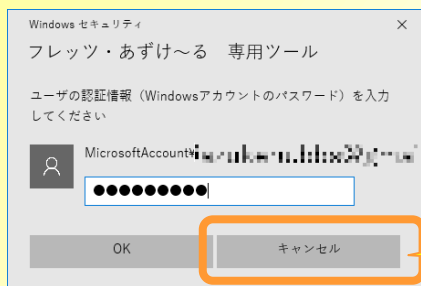 Windows セキュリティ
フレッツ・あずけ～る 専用ツール
ユーザの認証情報（Windowsアカウントのパスワード）を入力
してください
MicrosoftAccount¥
●●●●●●●●●
OK
キャンセル